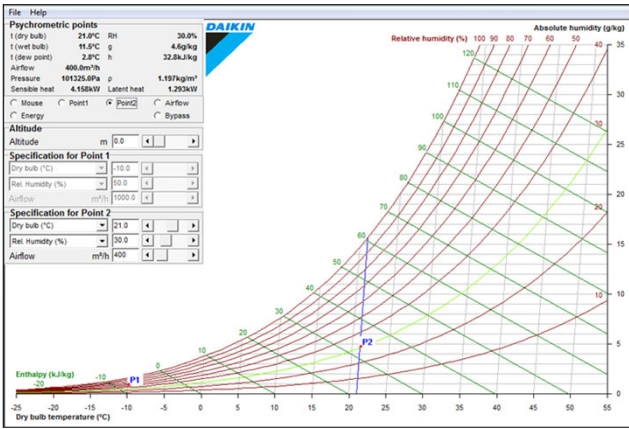 File Help
Psychrometric points
t (dry bulb) 21.0°C RH 30.0%
t (wet bulb) 11.5°C g 4.6g/kg
t (dew point) 2.8°C h 32.8kJ/kg
Airflow 400.0m³/h
Pressure 101325.0Pa ρ 1.197kg/m³
Sensible heat 4.158kW Latent heat 1.293kW
Mouse Point1 Point2 Airflow
Energy Bypass
Altitude
Altitude m 0.0
Specification for Point 1
Dry bulb (°C) -10.0
Rel. Humidity (%) 50.0
Airflow m³/h 1000.0
Specification for Point 2
Dry bulb (°C) 21.0
Rel. Humidity (%) 30.0
Airflow m³/h 400
DAIKIN
Absolute humidity (g/kg)
Relative humidity (%) 100 90 80 70 60 50 40
35
30
30
25
20
20
15
10
10
5
0
120
110
100
90
80
70
60
50
40
30
20
10
0
-10
-20
Enthalpy (kJ/kg)
P1
P2
-25 -20 -15 -10 -5 0 5 10 15 20 25 30 35 40 45 50 55
Dry bulb temperature (°C)